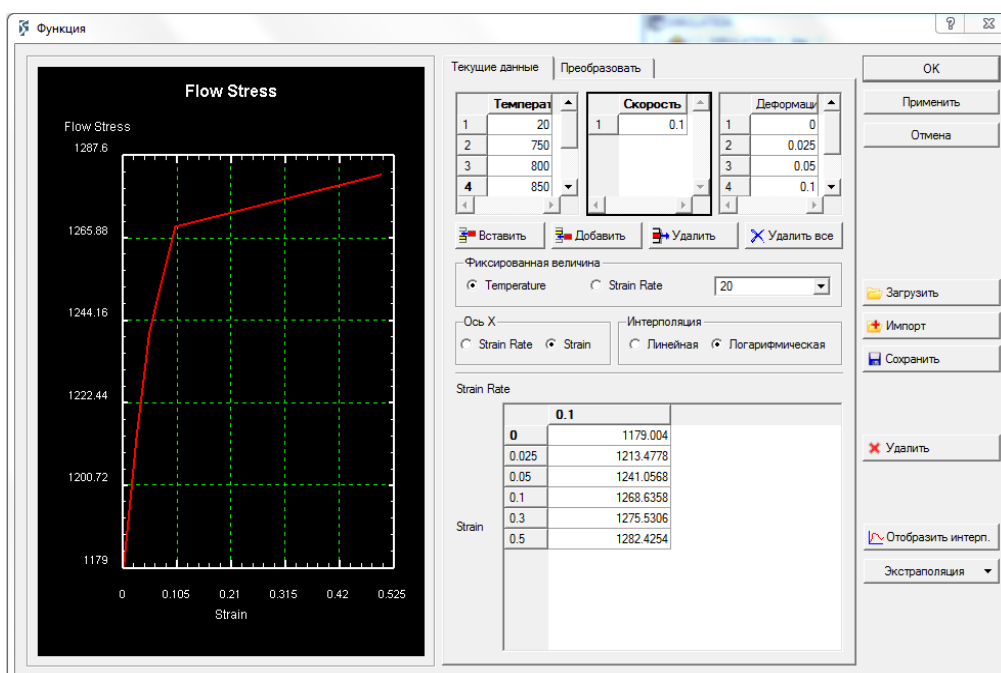 Функция
Flow Stress
Flow Stress
1287.6
1265.88
1244.16
1222.44
1200.72
1179
0 0.105 0.21 0.315 0.42 0.525
Strain
Текущие данные Преобразовать
Температ
1 20
2 750
3 800
4 850
Скорость
1 0.1
Деформаци
1 0
2 0.025
3 0.05
4 0.1
Вставить Добавить Удалить Удалить все
Фиксированная величина
Temperature Strain Rate 20
Ось X
Strain Rate Strain
Интерполяция
Линейная Логарифмическая
Strain Rate
0.1
0 1179.004
0.025 1213.4778
0.05 1241.0568
0.1 1268.6358
0.3 1275.5306
0.5 1282.4254
Strain
OK
Применить
Отмена
Загрузить
Импорт
Сохранить
Удалить
Отобразить интерп.
Экстраполяция